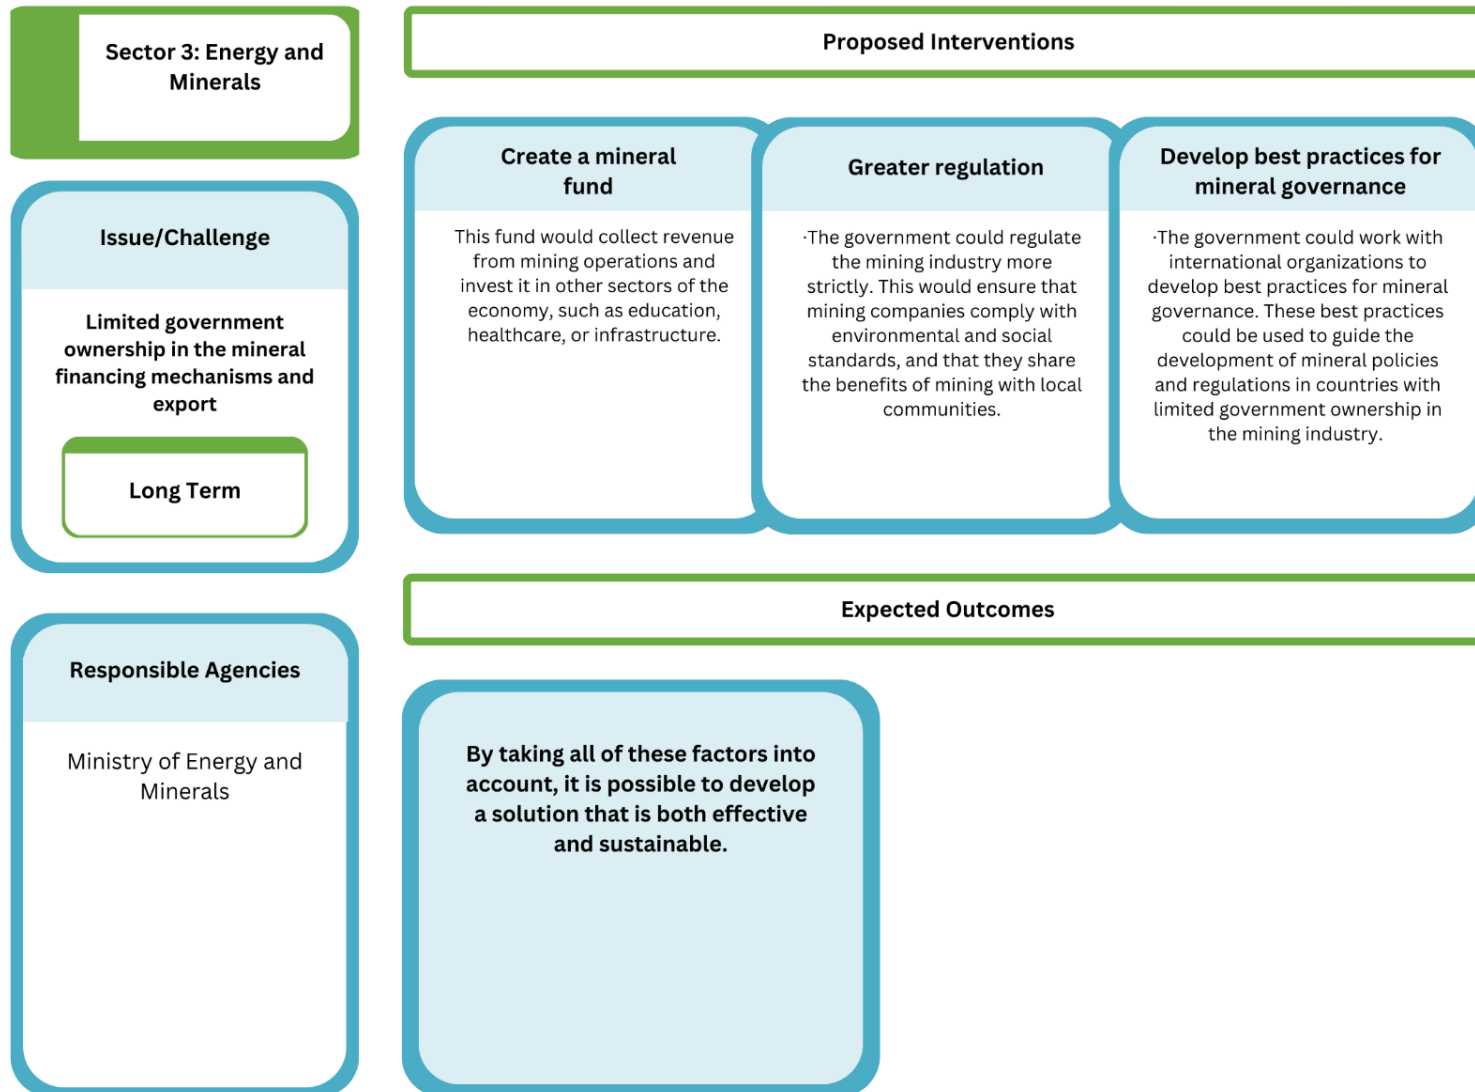 Sector 3: Energy and
Minerals
Issue/Challenge
Limited government
ownership in the mineral
financing mechanisms and
export
Long Term
Responsible Agencies
Ministry of Energy and
Minerals
Proposed Interventions
Create a mineral
fund
This fund would collect revenue
from mining operations and
invest it in other sectors of the
economy, such as education,
healthcare, or infrastructure.
Greater regulation
·The government could regulate
the mining industry more
strictly. This would ensure that
mining companies comply with
environmental and social
standards, and that they share
the benefits of mining with local
communities.
Develop best practices for
mineral governance
·The government could work with
international organizations to
develop best practices for mineral
governance. These best practices
could be used to guide the
development of mineral policies
and regulations in countries with
limited government ownership in
the mining industry.
Expected Outcomes
By taking all of these factors into
account, it is possible to develop
a solution that is both effective
and sustainable.